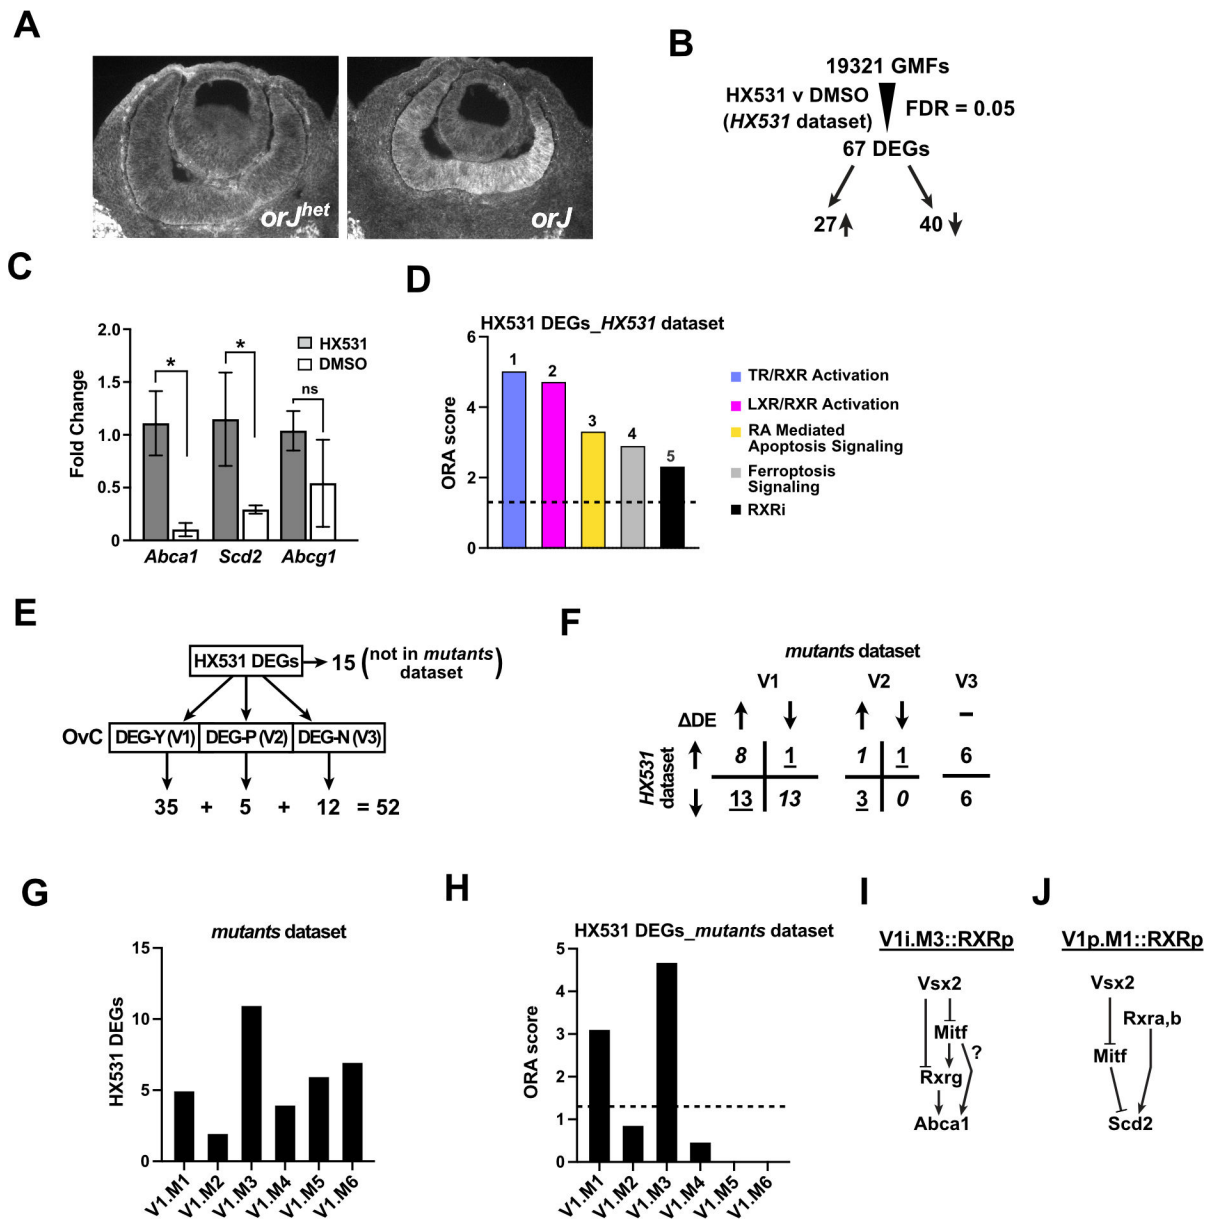 A
orJhet
orJ
B
19321 GMFs
HX531 v DMSO
(HX531 dataset)
FDR = 0.05
67 DEGs
27
40
C
Fold Change
2.0
1.5
1.0
0.5
0
*
*
ns
HX531
DMSO
Abca1
Scd2
Abcg1
D
HX531 DEGs_HX531 dataset
ORA score
6
4
2
0
1
2
3
4
5
TR/RXR Activation
LXR/RXR Activation
RA Mediated
Apoptosis Signaling
Ferroptosis
Signaling
RXRi
E
HX531 DEGs
15 (not in mutants
dataset)
OvC
DEG-Y (V1)
DEG-P (V2)
DEG-N (V3)
35 + 5 + 12 = 52
F
mutants dataset
V1
V2
V3
ΔDE
–
HX531
dataset
8 1 1 1 6
13 13 3 0 6
G
mutants dataset
HX531 DEGs
15
10
5
0
V1.M1
V1.M2
V1.M3
V1.M4
V1.M5
V1.M6
H
HX531 DEGs_mutants dataset
ORA score
5
4
3
2
1
0
V1.M1
V1.M2
V1.M3
V1.M4
V1.M5
V1.M6
I
V1i.M3::RXRp
Vsx2
Mitf
?
Rxrg
Abca1
J
V1p.M1::RXRp
Vsx2
Rxra,b
Mitf
Scd2